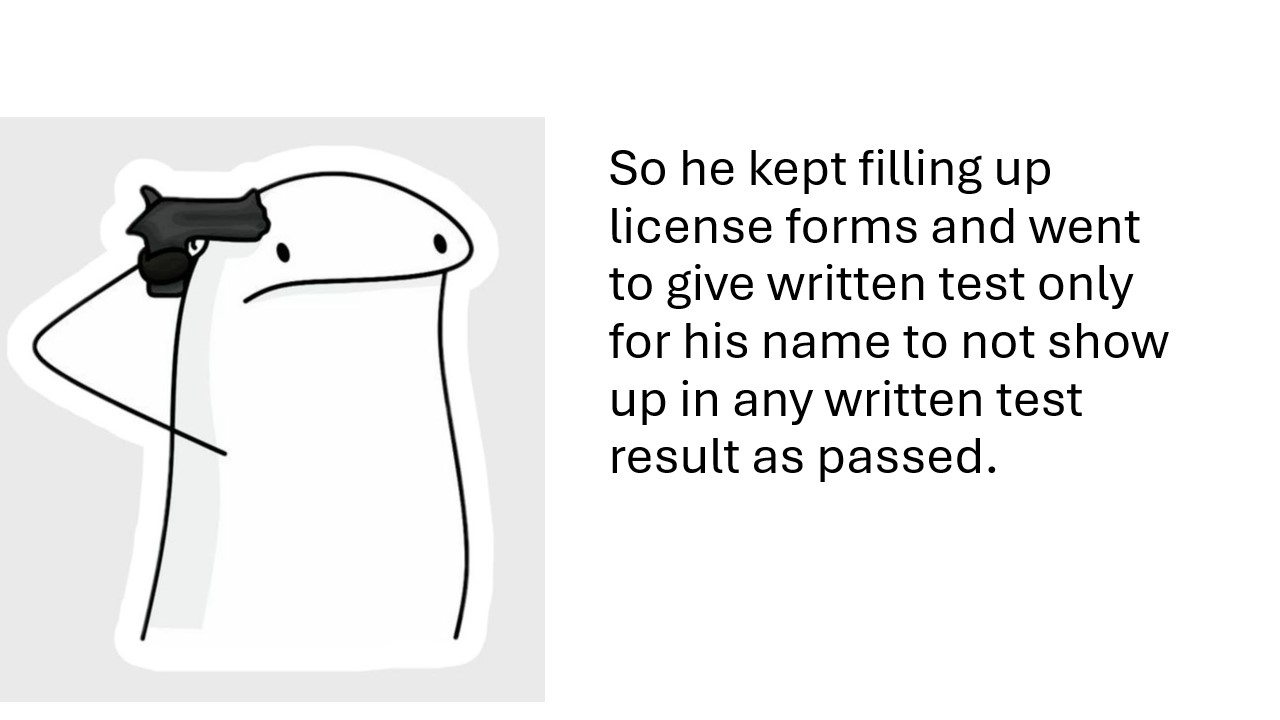 So he kept filling up
license forms and went
to give written test only
for his name to not show
up in any written test
result as passed.